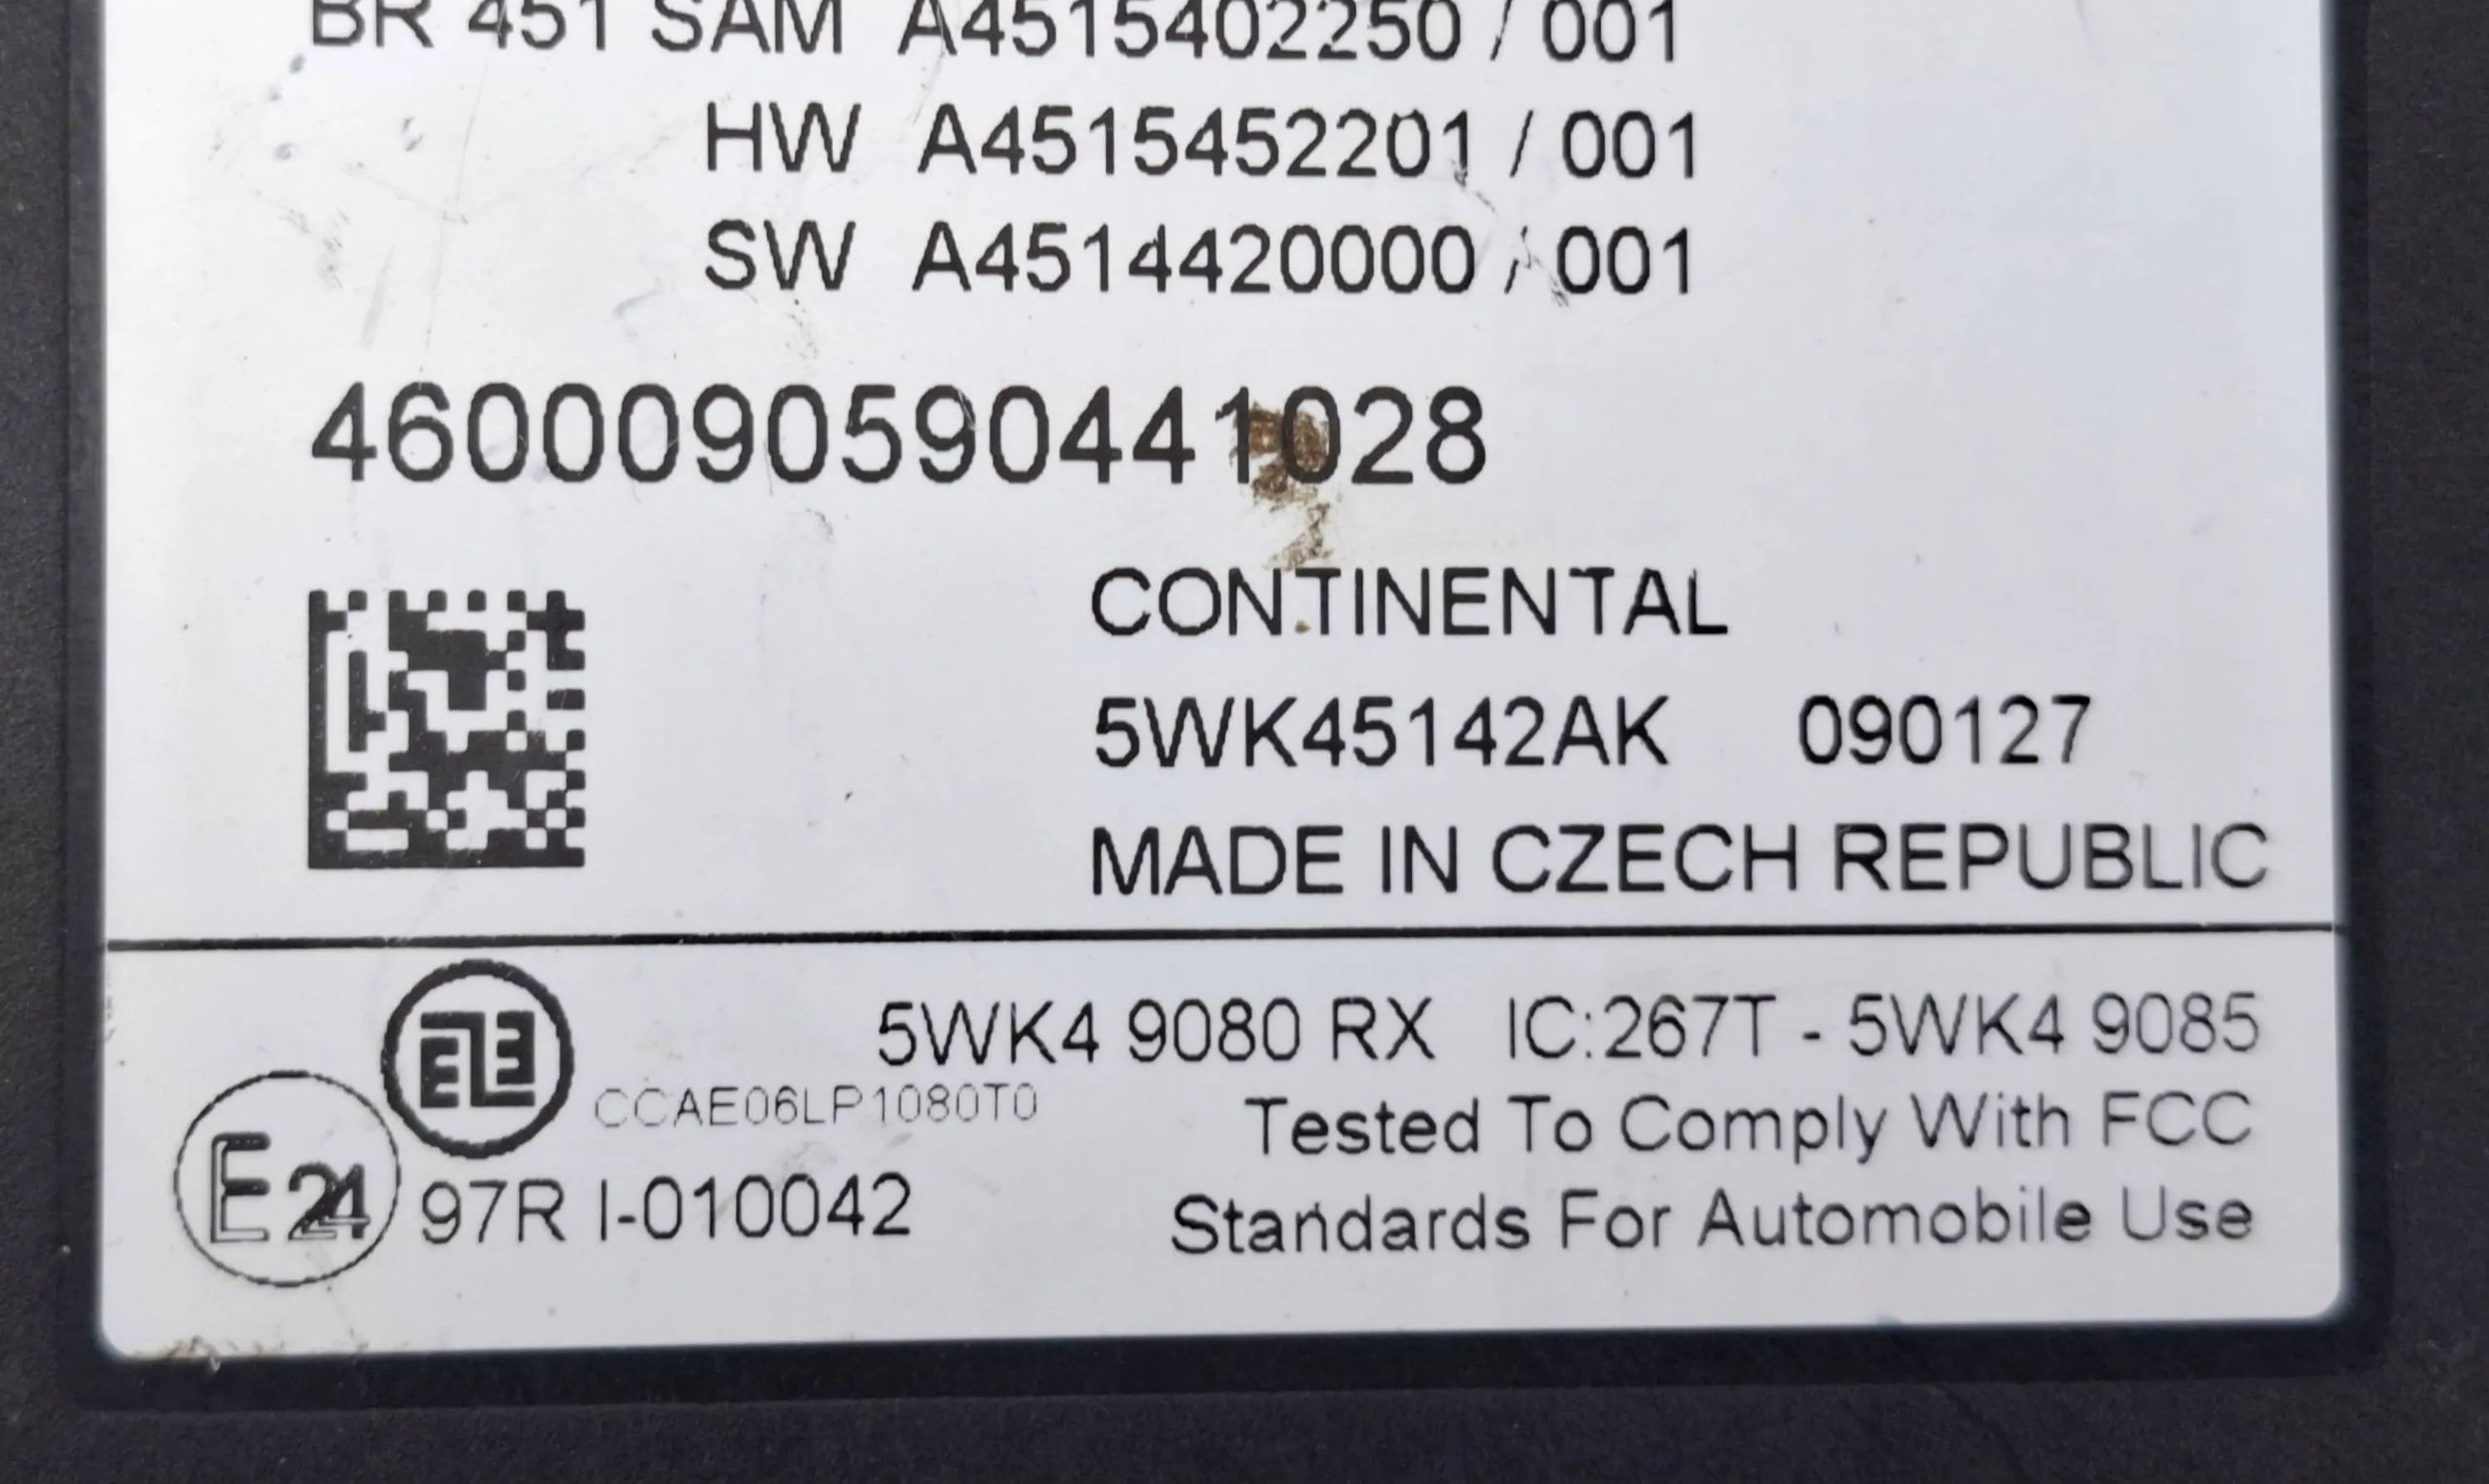 BR 451 SAM A4515402250 / 001
HW A4515452201 / 001
SW A4514420000 / 001
4600090590441028
CONTINENTAL
5WK45142AK 090127
MADE IN CZECH REPUBLIC
5WK4 9080 RX IC:267T - 5WK4 9085
CCAE06LP1080T0
Tested To Comply With FCC
E24 97R I-010042
Standards For Automobile Use